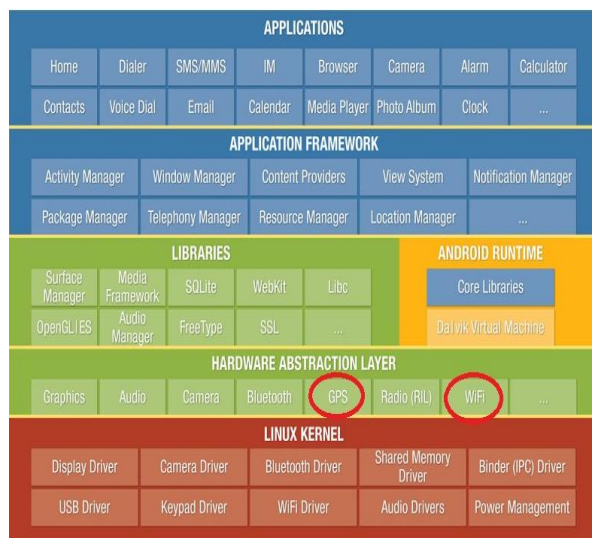 APPLICATIONS
Home Dialer SMS/MMS IM Browser Camera Alarm Calculator
Contacts Voice Dial Email Calendar Media Player Photo Album Clock ...
APPLICATION FRAMEWORK
Activity Manager Window Manager Content Providers View System Notification Manager
Package Manager Telephony Manager Resource Manager Location Manager ...
LIBRARIES ANDROID RUNTIME
Surface Manager Media Framework SQLite WebKit Libc Core Libraries
OpenGL|ES Audio Manager FreeType SSL ... Dalvik Virtual Machine
HARDWARE ABSTRACTION LAYER
Graphics Audio Camera Bluetooth GPS Radio (RIL) WiFi ...
LINUX KERNEL
Display Driver Camera Driver Bluetooth Driver Shared Memory Driver Binder (IPC) Driver
USB Driver Keypad Driver WiFi Driver Audio Drivers Power Management